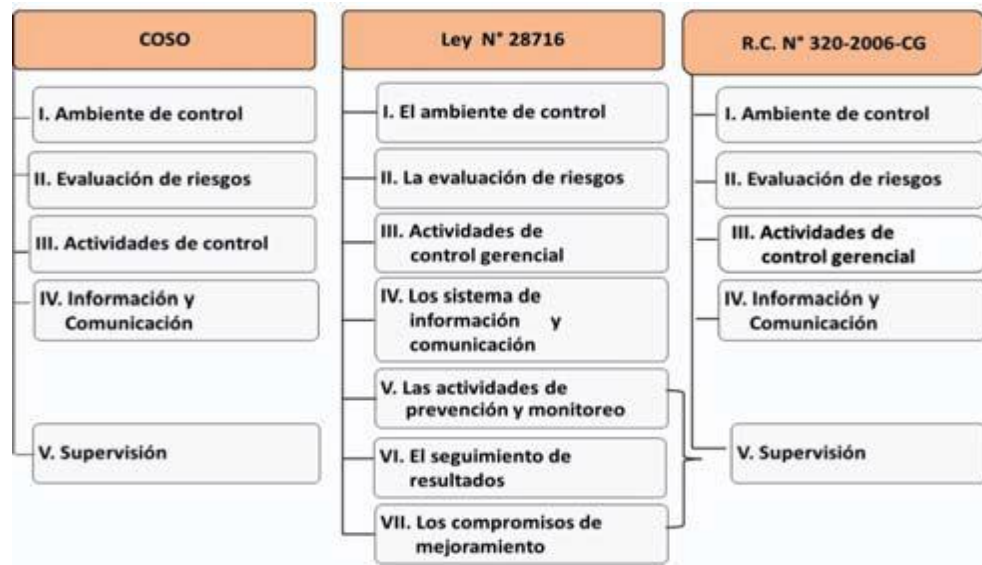 COSO
I. Ambiente de control
II. Evaluación de riesgos
III. Actividades de control
IV. Información y
Comunicación
V. Supervisión
Ley N° 28716
I. El ambiente de control
II. La evaluación de riesgos
III. Actividades de
control gerencial
IV. Los sistema de
información y
comunicación
V. Las actividades de
prevención y monitoreo
VI. El seguimiento de
resultados
VII. Los compromisos de
mejoramiento
R.C. N° 320-2006-CG
I. Ambiente de control
II. Evaluación de riesgos
III. Actividades de
control gerencial
IV. Información y
Comunicación
V. Supervisión